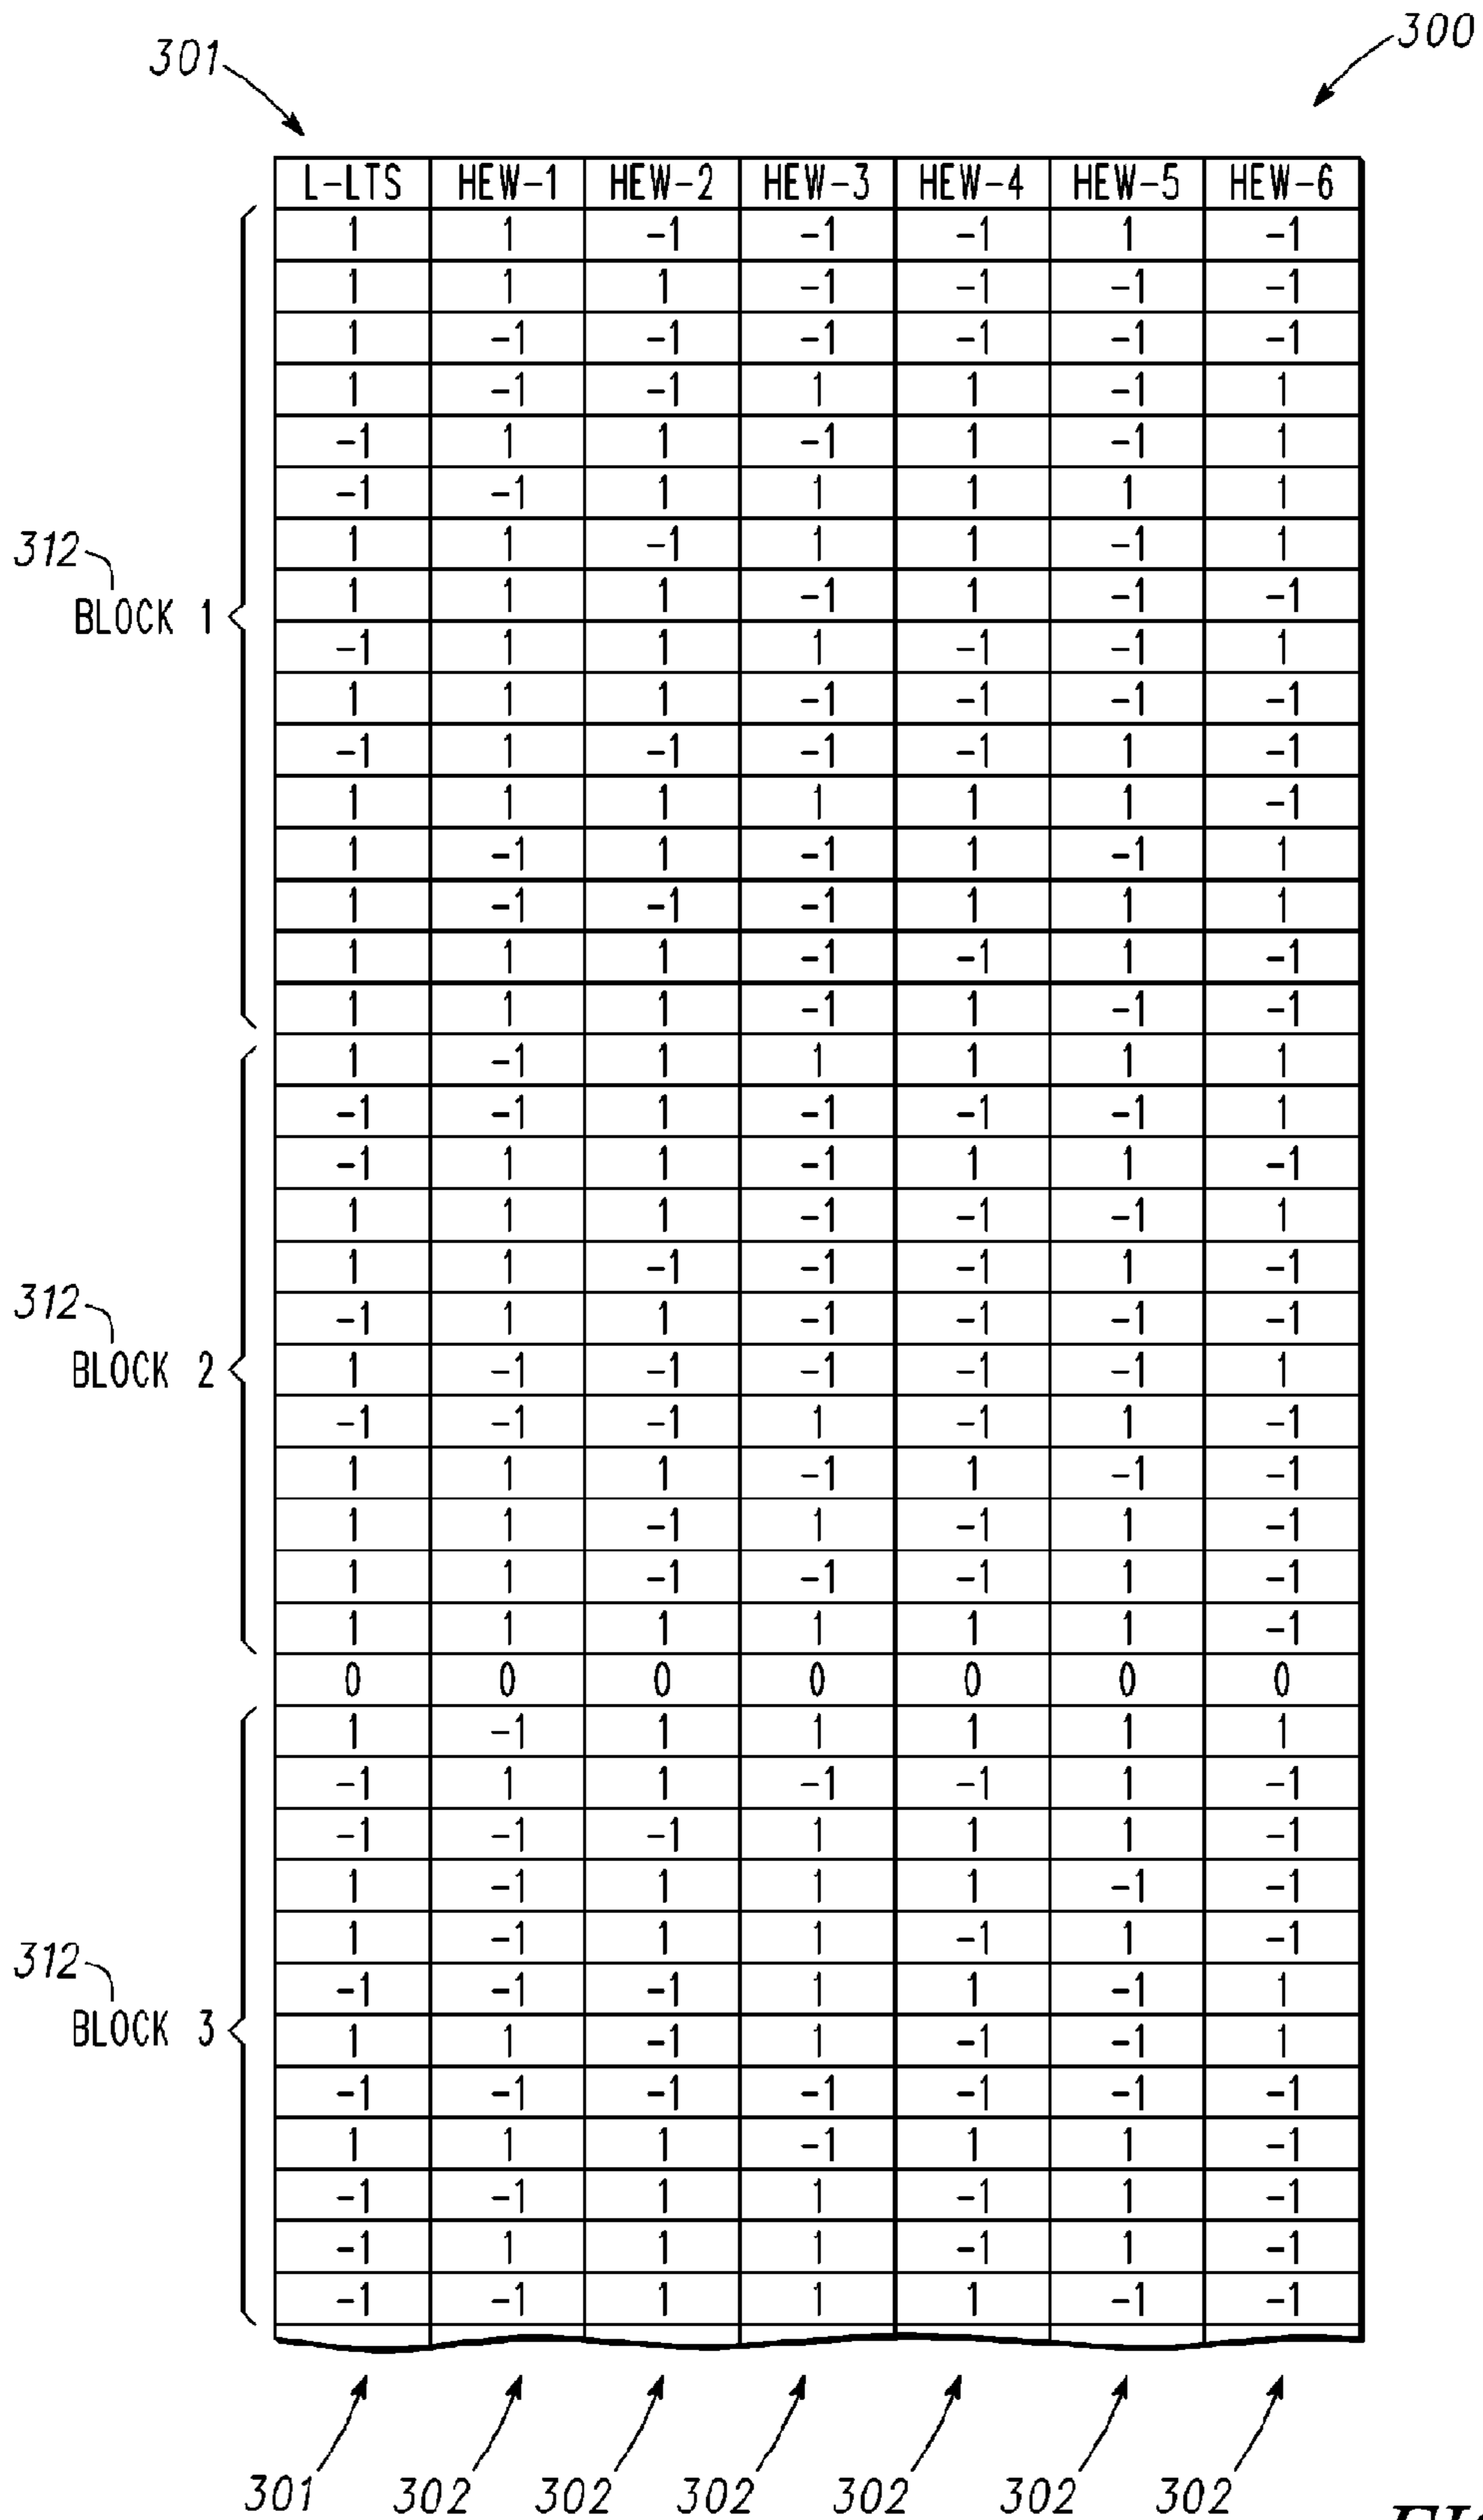 301
300
L-LTS HEW-1 HEW-2 HEW-3 HEW-4 HEW-5 HEW-6
1 1 -1 -1 -1 1 -1
1 1 1 -1 -1 -1 -1
1 -1 -1 -1 -1 -1 -1
1 -1 -1 1 1 -1 1
-1 1 1 -1 1 -1 1
-1 -1 1 1 1 1 1
1 1 -1 1 1 -1 1
312
1 1 1 -1 1 -1 -1
BLOCK 1
-1 1 1 1 -1 -1 1
1 1 1 -1 -1 -1 -1
-1 1 -1 -1 -1 1 -1
1 1 1 1 1 1 -1
1 -1 1 -1 1 -1 1
1 -1 -1 -1 1 1 1
1 1 1 -1 -1 1 -1
1 1 1 -1 1 -1 -1
1 -1 1 1 1 1 1
-1 -1 1 -1 -1 -1 1
-1 1 1 -1 1 1 -1
1 1 1 -1 -1 -1 1
1 1 -1 -1 -1 1 -1
312
-1 1 1 -1 -1 -1 -1
BLOCK 2
1 -1 -1 -1 -1 -1 1
-1 -1 -1 1 -1 1 -1
1 1 1 -1 1 -1 -1
1 1 -1 1 -1 1 -1
1 1 -1 -1 -1 1 -1
1 1 1 1 1 1 -1
0 0 0 0 0 0 0
1 -1 1 1 1 1 1
-1 1 1 -1 -1 1 -1
-1 -1 -1 1 1 1 -1
1 -1 1 1 1 -1 -1
1 -1 1 1 -1 1 -1
312
-1 -1 -1 1 1 -1 1
BLOCK 3
1 1 -1 1 -1 -1 1
-1 -1 -1 -1 -1 -1 -1
1 1 1 -1 1 1 -1
-1 -1 1 1 -1 1 -1
-1 1 1 1 -1 1 -1
-1 -1 1 1 1 -1 -1
301 302 302 302 302 302 302